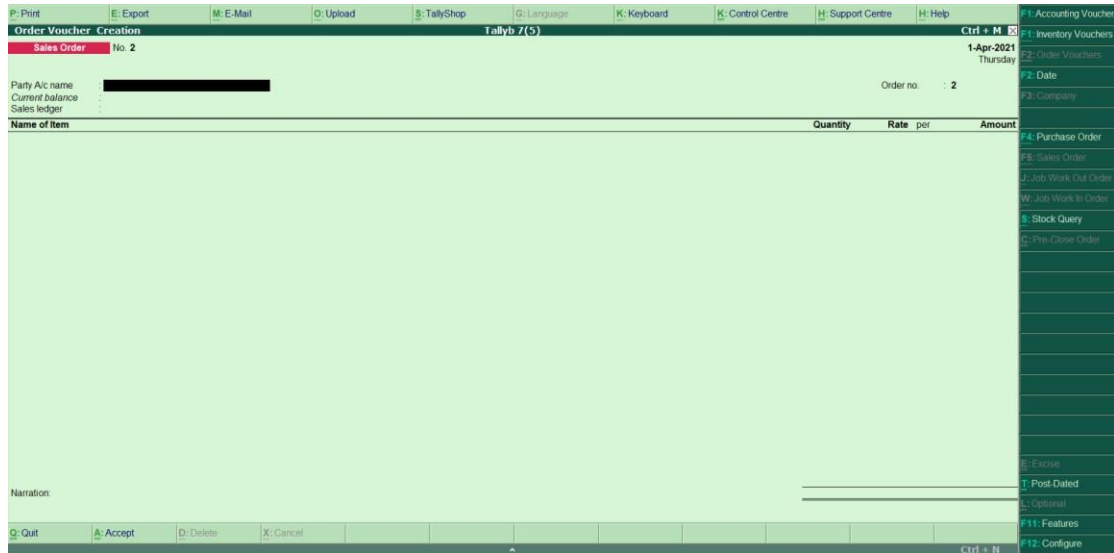 P: Print E: Export M: E-Mail O: Upload S: TallyShop G: Language K: Keyboard K: Control Centre H: Support Centre H: Help
Order Voucher Creation Tallyb 7(5) Ctrl + M
Sales Order No. 2 1-Apr-2021
Thursday
Party A/c name : Order no. : 2
Current balance :
Sales ledger :
Name of Item Quantity Rate per Amount
Narration:
Q: Quit A: Accept D: Delete X: Cancel
Ctrl + N
F1: Accounting Voucher
F1: Inventory Vouchers
F2: Order Vouchers
F2: Date
F3: Company
F4: Purchase Order
F5: Sales Order
J: Job Work Out Order
W: Job Work In Order
S: Stock Query
C: Pre-Close Order
E: Excise
T: Post-Dated
L: Optional
F11: Features
F12: Configure